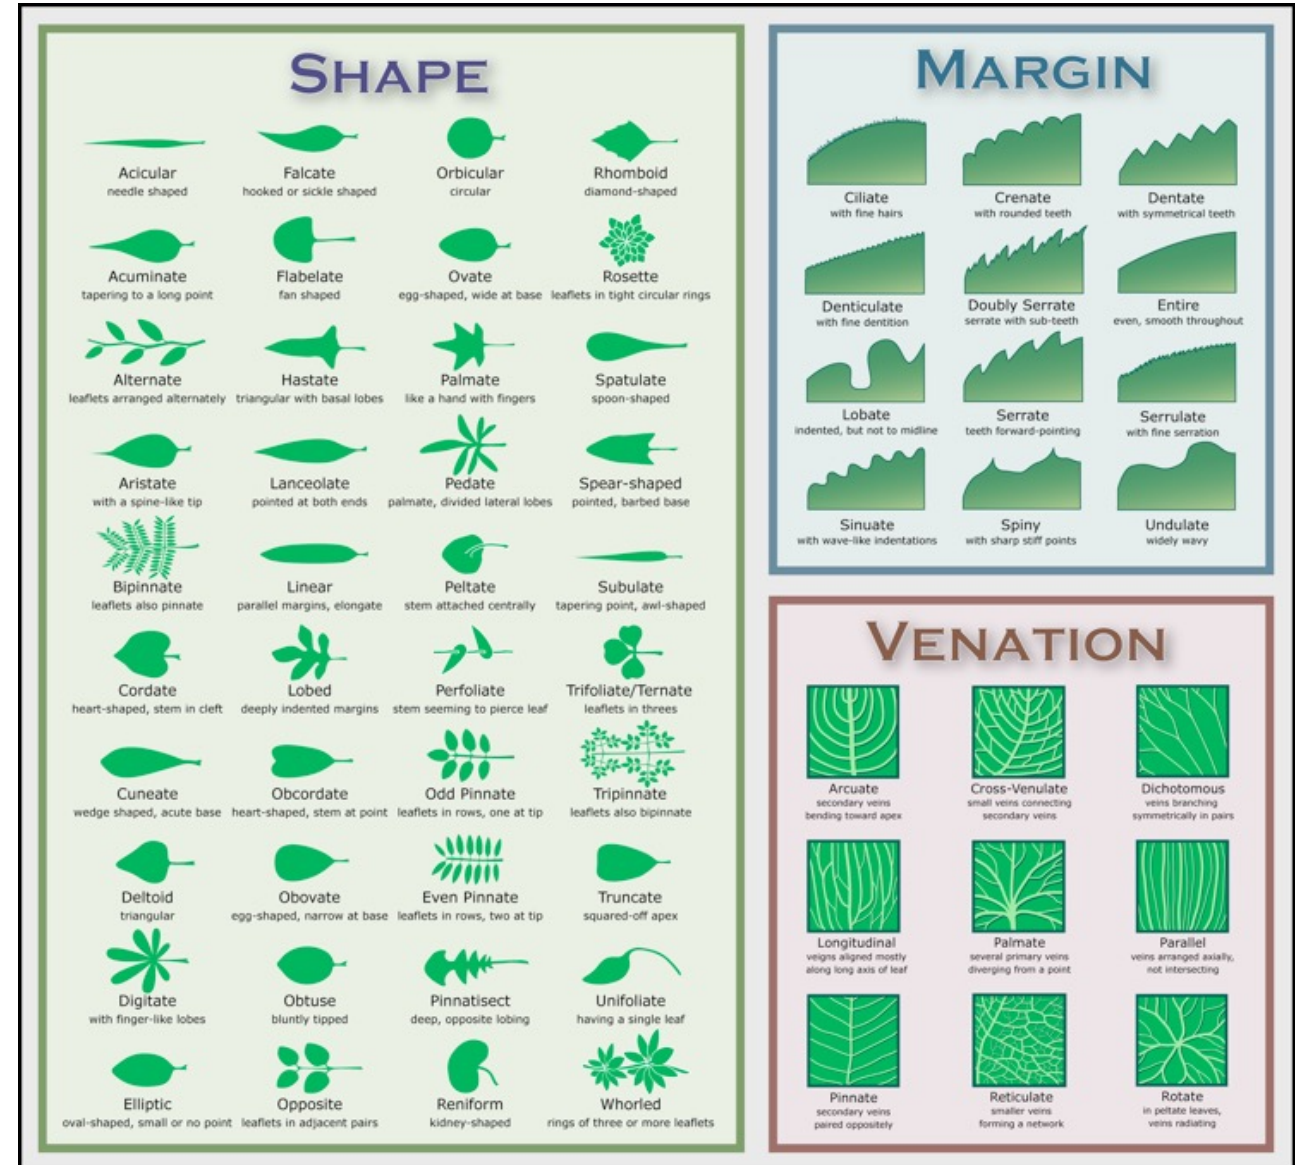 SHAPE
Acicular
needle shaped
Falcate
hooked or sickle shaped
Orbicular
circular
Rhomboid
diamond-shaped
Acuminate
tapering to a long point
Flabelate
fan shaped
Ovate
egg-shaped, wide at base
Rosette
leaflets in tight circular rings
Alternate
leaflets arranged alternately
Hastate
triangular with basal lobes
Palmate
like a hand with fingers
Spatulate
spoon-shaped
Aristate
with a spine-like tip
Lanceolate
pointed at both ends
Pedate
palmate, divided lateral lobes
Spear-shaped
pointed, barbed base
Bipinnate
leaflets also pinnate
Linear
parallel margins, elongate
Peltate
stem attached centrally
Subulate
tapering point, awl-shaped
Cordate
heart-shaped, stem in cleft
Lobed
deeply indented margins
Perfoliate
stem seeming to pierce leaf
Trifoliate/Ternate
leaflets in threes
Cuneate
wedge shaped, acute base
Obcordate
heart-shaped, stem at point
Odd Pinnate
leaflets in rows, one at tip
Tripinnate
leaflets also bipinnate
Deltoid
triangular
Obovate
egg-shaped, narrow at base
Even Pinnate
leaflets in rows, two at tip
Truncate
squared-off apex
Digitate
with finger-like lobes
Obtuse
bluntly tipped
Pinnatisect
deep, opposite lobing
Unifoliate
having a single leaf
Elliptic
oval-shaped, small or no point
Opposite
leaflets in adjacent pairs
Reniform
kidney-shaped
Whorled
rings of three or more leaflets
MARGIN
Ciliate
with fine hairs
Crenate
with rounded teeth
Dentate
with symmetrical teeth
Denticulate
with fine dentition
Doubly Serrate
serrate with sub-teeth
Entire
even, smooth throughout
Lobate
indented, but not to midline
Serrate
teeth forward-pointing
Serrulate
with fine serration
Sinuate
with wave-like indentations
Spiny
with sharp stiff points
Undulate
widely wavy
VENATION
Arcuate
secondary veins
bending toward apex
Cross-Venulate
small veins connecting
secondary veins
Dichotomous
veins branching
symmetrically in pairs
Longitudinal
veigns aligned mostly
along long axis of leaf
Palmate
several primary veins
diverging from a point
Parallel
veins arranged axially,
not intersecting
Pinnate
secondary veins
paired oppositely
Reticulate
smaller veins
forming a network
Rotate
in peltate leaves,
veins radiating